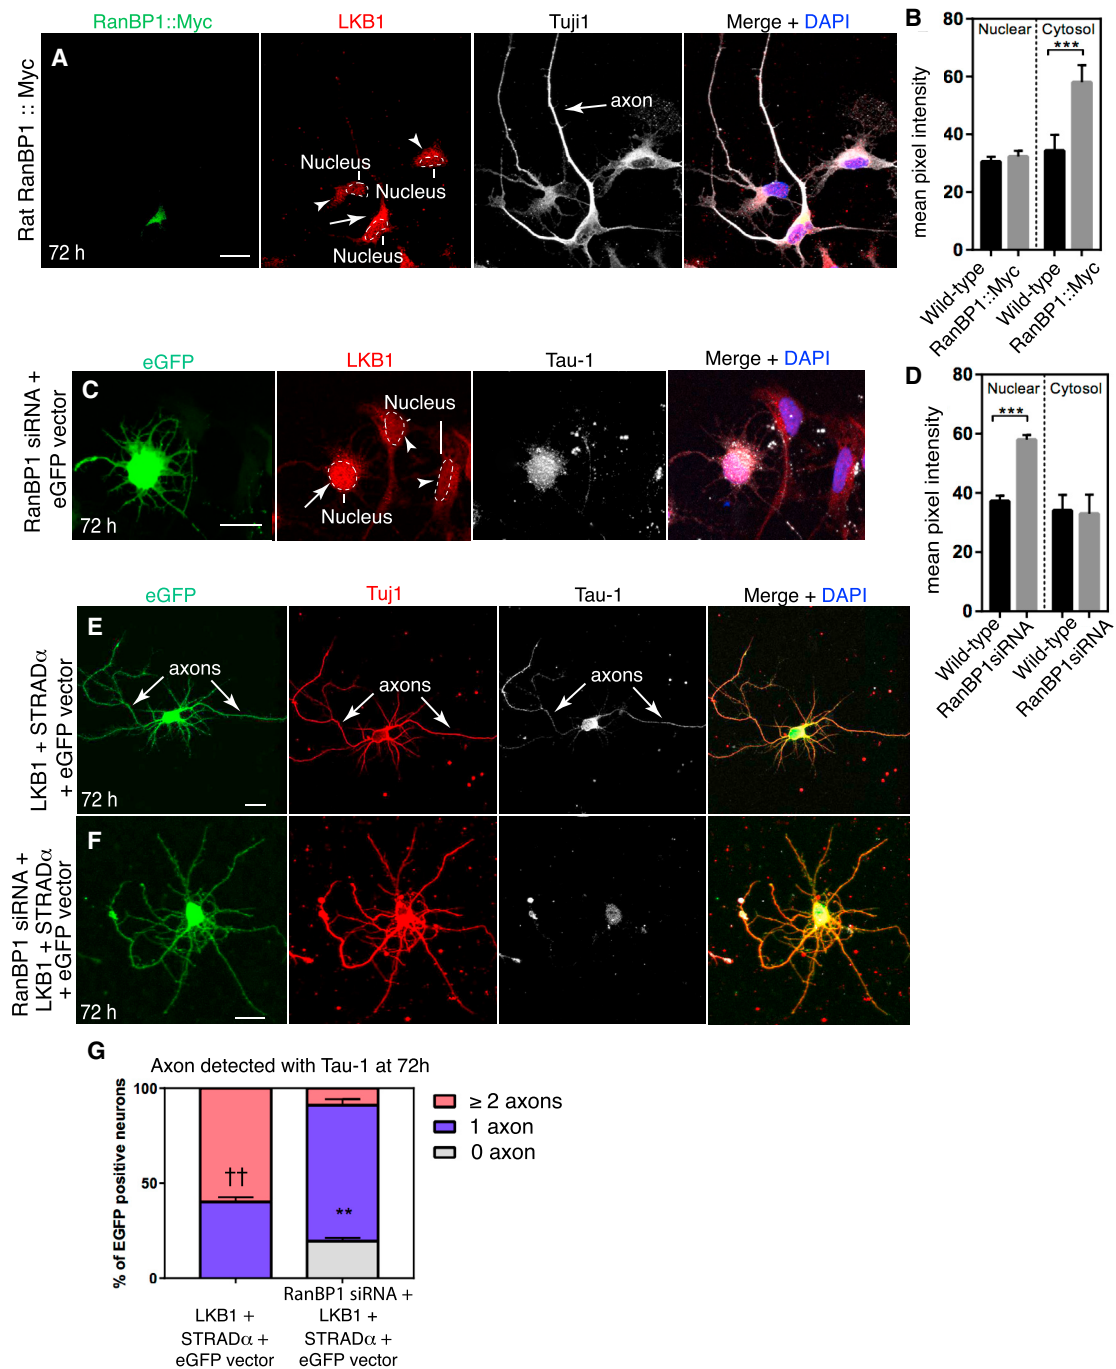 RanBP1::Myc
LKB1
Tuji1
Merge + DAPI
Rat RanBP1 :: Myc
A
axon
Nucleus
Nucleus
Nucleus
72 h
B
Nuclear
Cytosol
***
mean pixel intensity
80
60
40
20
0
Wild-type
RanBP1::Myc
Wild-type
RanBP1::Myc
eGFP
LKB1
Tau-1
Merge + DAPI
RanBP1 siRNA +
eGFP vector
C
Nucleus
Nucleus
72 h
D
Nuclear
Cytosol
***
mean pixel intensity
80
60
40
20
0
Wild-type
RanBP1siRNA
Wild-type
RanBP1siRNA
eGFP
Tuj1
Tau-1
Merge + DAPI
LKB1 + STRADα
+ eGFP vector
E
axons
axons
axons
72 h
RanBP1 siRNA +
LKB1 + STRADα
+ eGFP vector
F
72 h
G
Axon detected with Tau-1 at 72h
% of EGFP positive neurons
100
50
0
††
**
≥ 2 axons
1 axon
0 axon
LKB1 +
STRADα +
eGFP vector
RanBP1 siRNA +
LKB1 +
STRADα +
eGFP vector